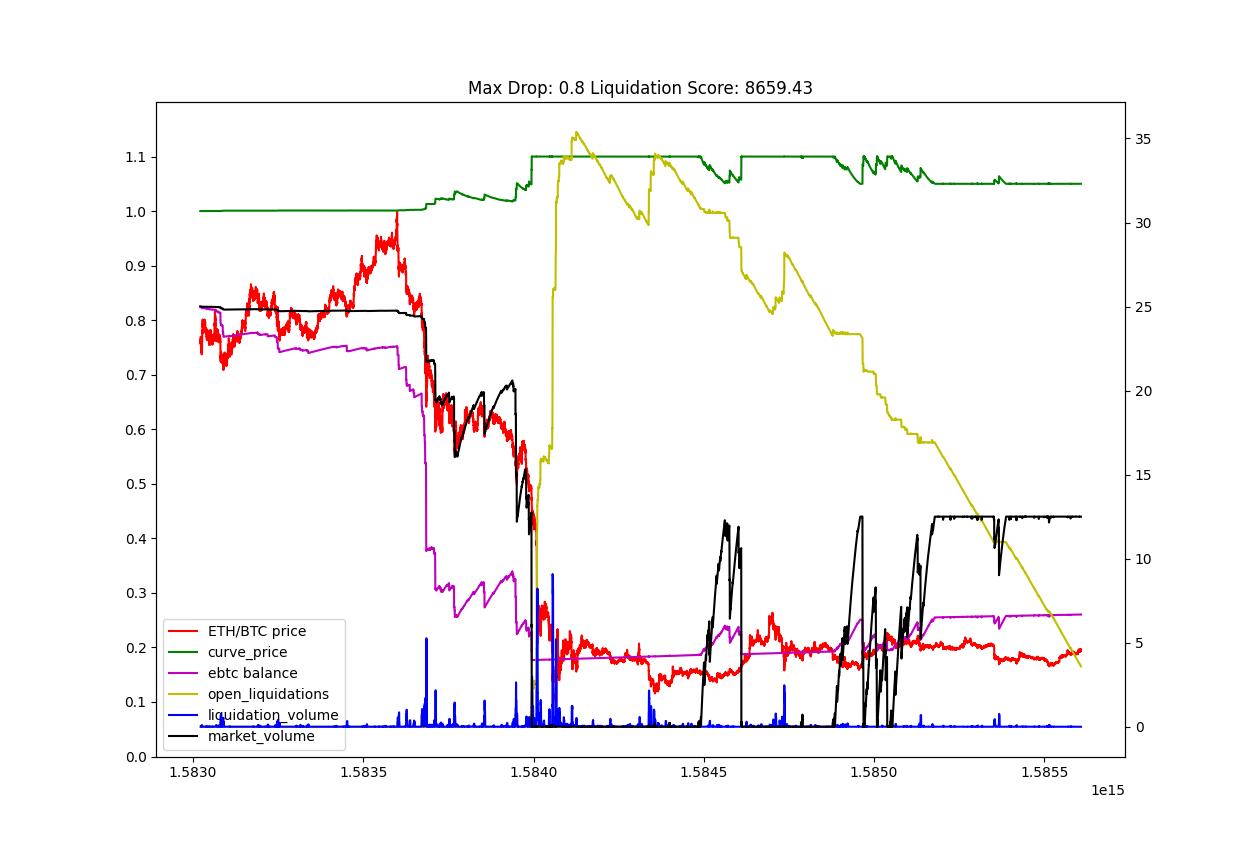 Max Drop: 0.8 Liquidation Score: 8659.43
1.1
1.0
0.9
0.8
0.7
0.6
0.5
0.4
0.3
0.2
0.1
0.0
35
30
25
20
15
10
5
0
ETH/BTC price
curve_price
ebtc balance
open_liquidations
liquidation_volume
market_volume
1.5830 1.5835 1.5840 1.5845 1.5850 1.5855
1e15